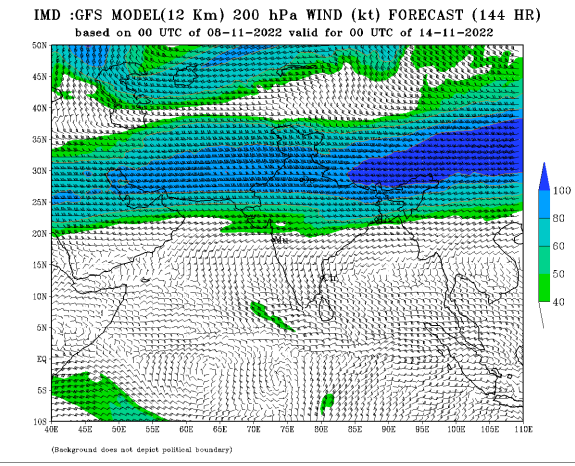 IMD :GFS MODEL(12 Km) 200 hPa WIND (kt) FORECAST (144 HR)
based on 00 UTC of 08-11-2022 valid for 00 UTC of 14-11-2022
50N
45N
40N
35N
30N
25N
20N
15N
10N
5N
EQ
5S
10S
40E 45E 50E 55E 60E 65E 70E 75E 80E 85E 90E 95E 100E 105E 110E
100
80
60
50
40
(Background does not depict political boundary)